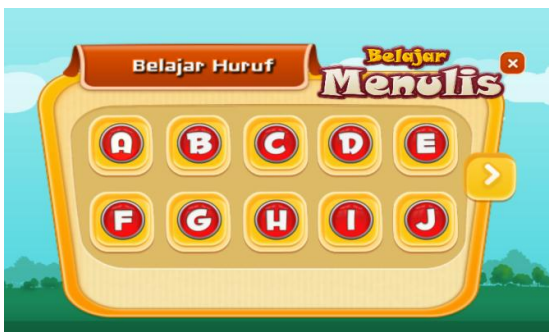 Belajar Huruf
Belajar
Menulis
A B C D E
F G H I J